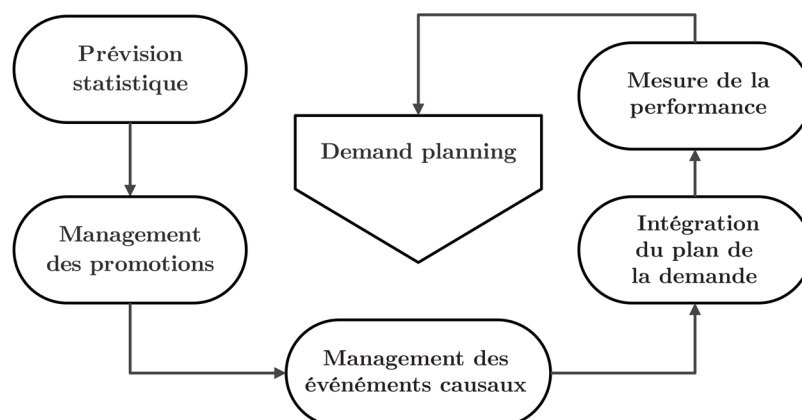 Prévision
statistique
Management
des promotions
Management des
événéments causaux
Intégration
du plan de
la demande
Mesure de la
performance
Demand planning